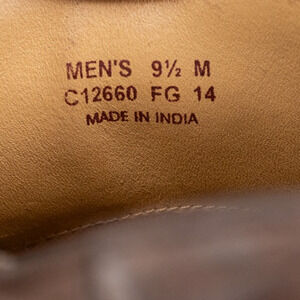 MEN'S 9½ M
C12660 FG 14
MADE IN INDIA